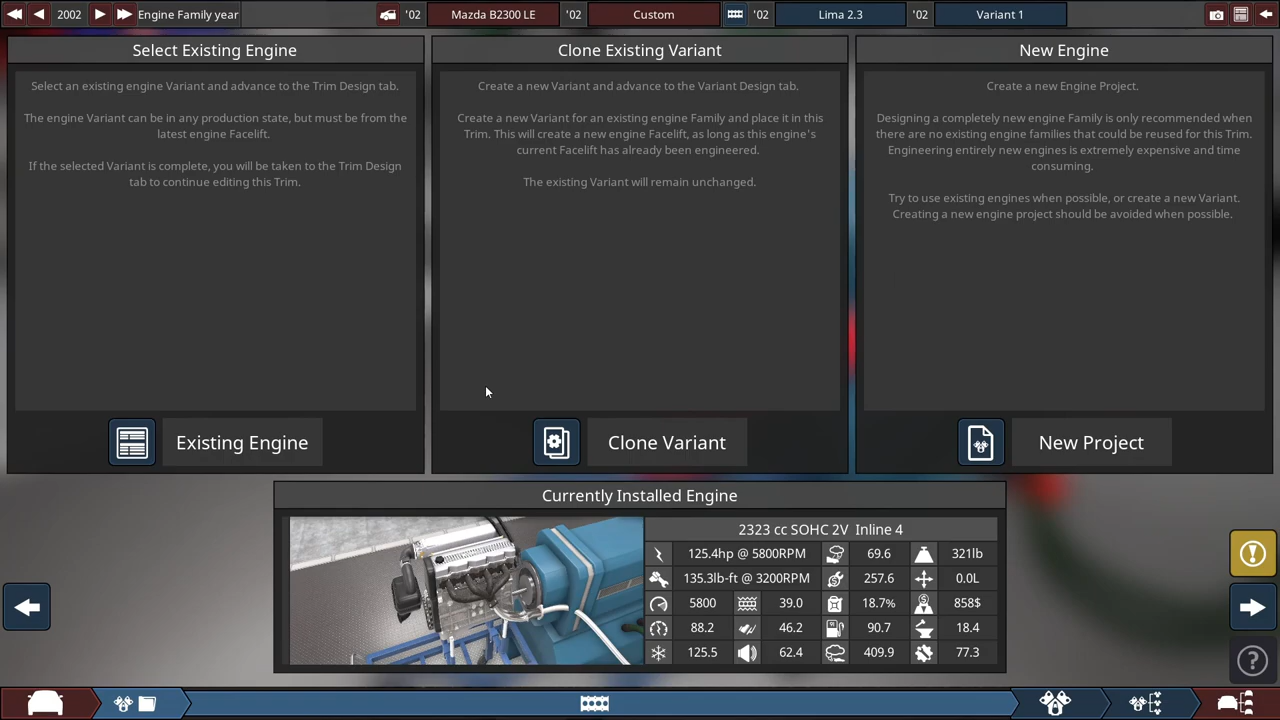 2002 Engine Family year '02 Mazda B2300 LE '02 Custom '02 Lima 2.3 '02 Variant 1
Select Existing Engine
Select an existing engine Variant and advance to the Trim Design tab.
The engine Variant can be in any production state, but must be from the
latest engine Facelift.
If the selected Variant is complete, you will be taken to the Trim Design
tab to continue editing this Trim.
Existing Engine
Clone Existing Variant
Create a new Variant and advance to the Variant Design tab.
Create a new Variant for an existing engine Family and place it in this
Trim. This will create a new engine Facelift, as long as this engine's
current Facelift has already been engineered.
The existing Variant will remain unchanged.
Clone Variant
New Engine
Create a new Engine Project.
Designing a completely new engine Family is only recommended when
there are no existing engine families that could be reused for this Trim.
Engineering entirely new engines is extremely expensive and time
consuming.
Try to use existing engines when possible, or create a new Variant.
Creating a new engine project should be avoided when possible.
New Project
Currently Installed Engine
2323 cc SOHC 2V Inline 4
125.4hp @ 5800RPM 69.6 321lb
135.3lb-ft @ 3200RPM 257.6 0.0L
5800 39.0 18.7% 858$
88.2 46.2 90.7 18.4
125.5 62.4 409.9 77.3
?